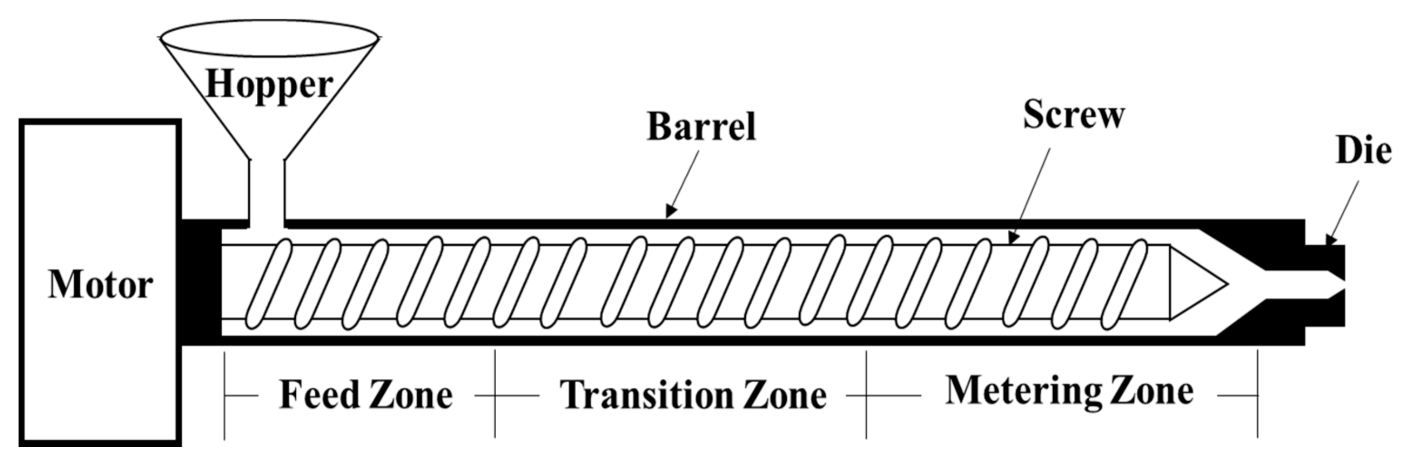 Hopper
Barrel
Screw
Die
Motor
Feed Zone
Transition Zone
Metering Zone